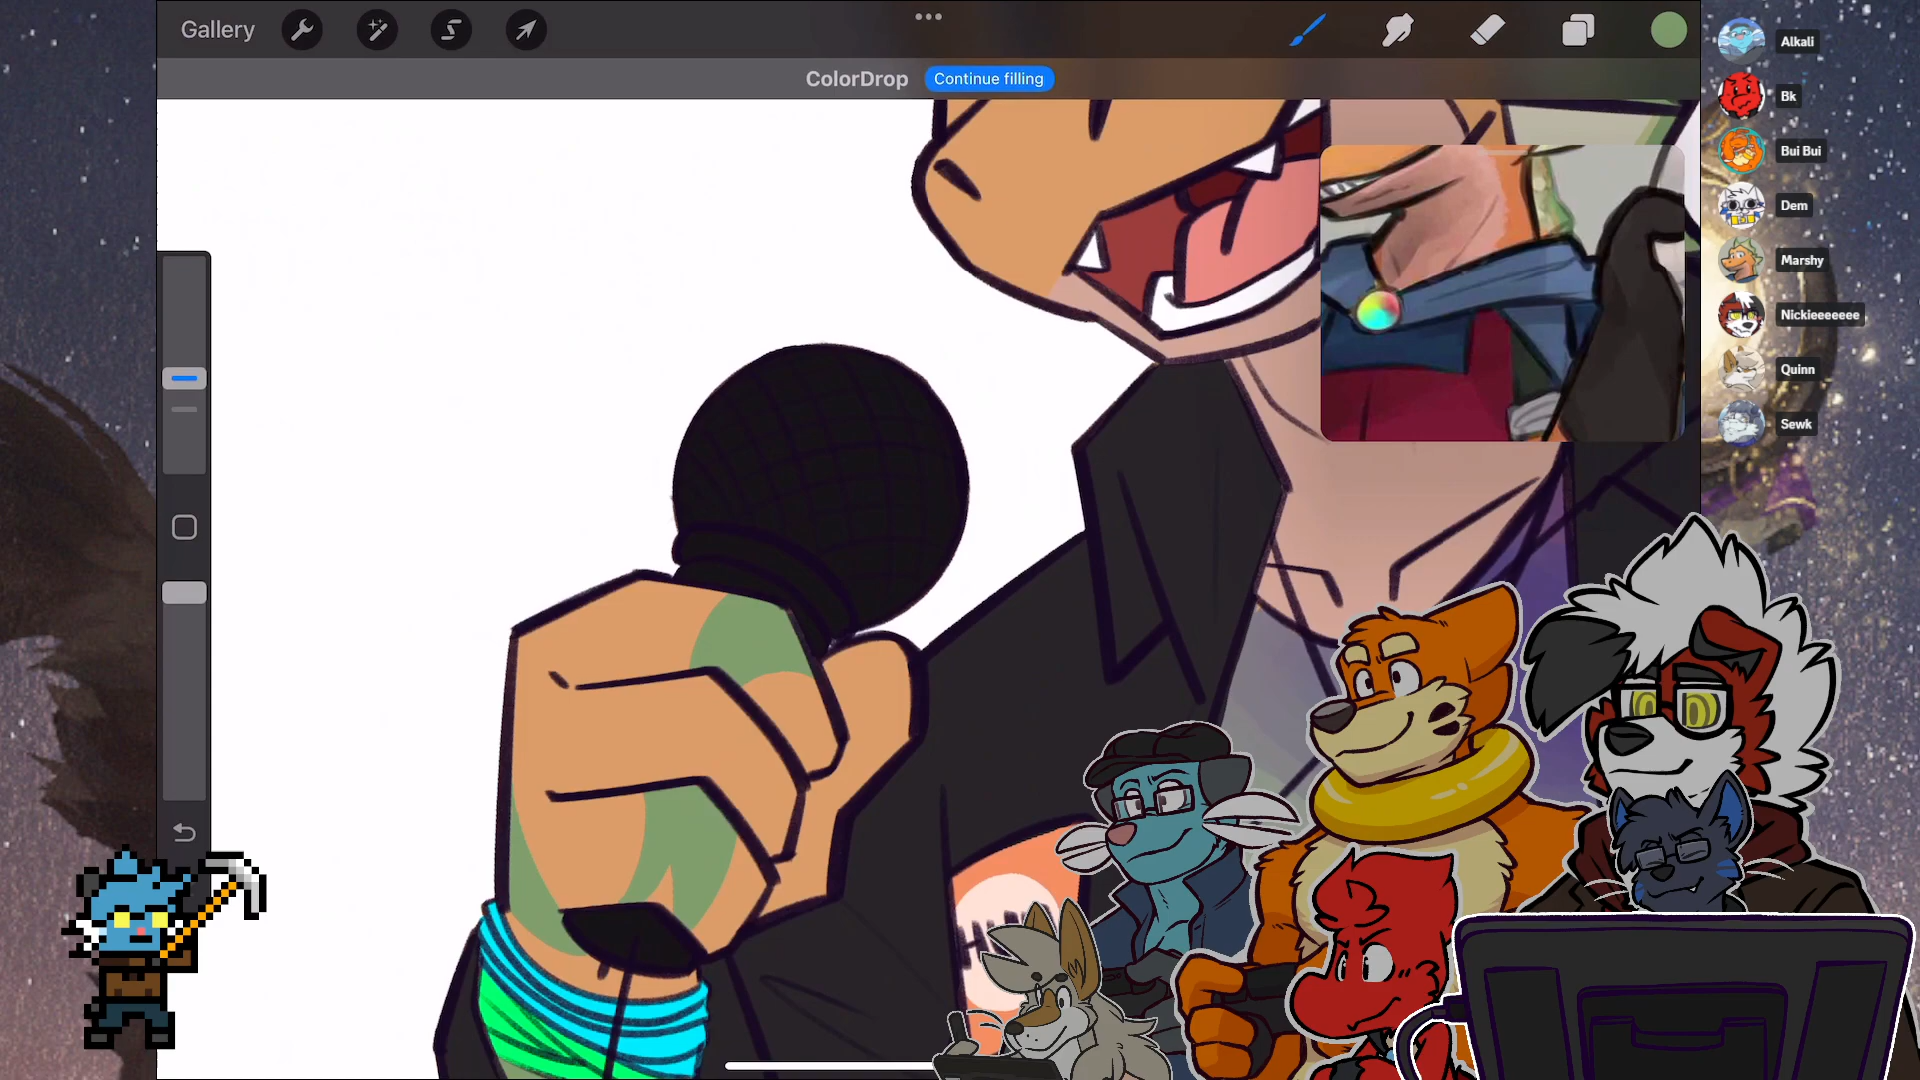 Gallery
ColorDrop Continue filling
Alkali
Bk
Bui Bui
Dem
Marshy
Nickieeeeeee
Quinn
Sewk